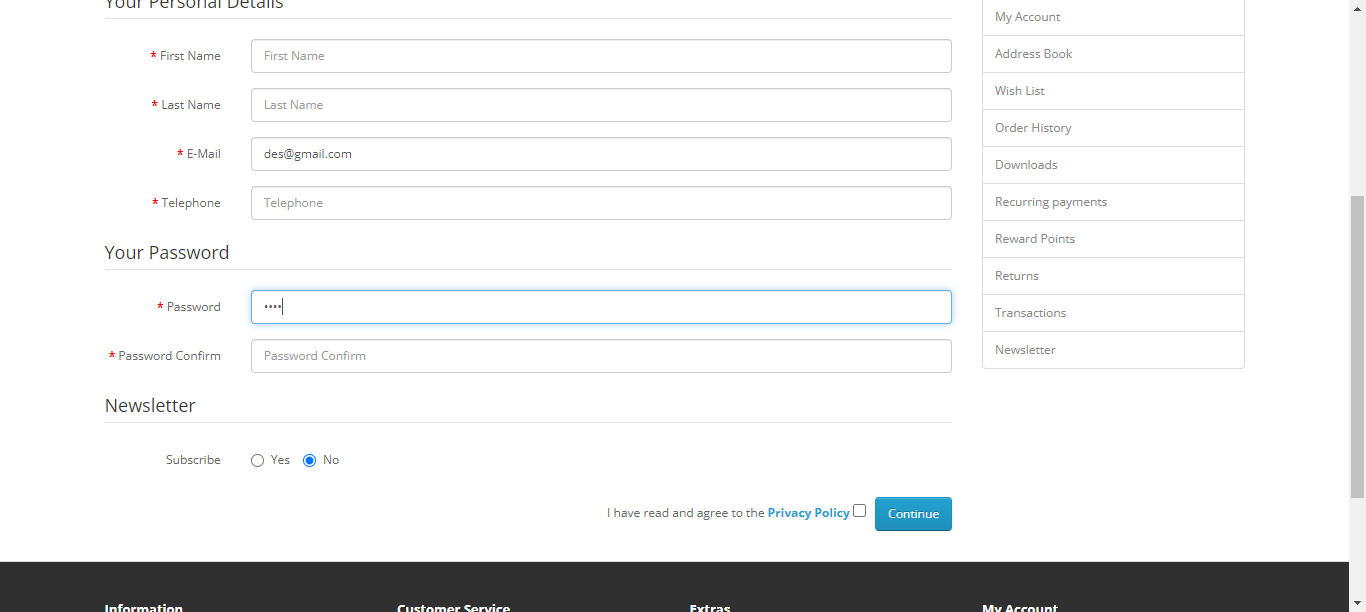 Your Personal Details
* First Name
First Name
* Last Name
Last Name
* E-Mail
des@gmail.com
* Telephone
Telephone
Your Password
* Password
••••
* Password Confirm
Password Confirm
Newsletter
Subscribe
Yes
No
I have read and agree to the Privacy Policy
Continue
My Account
Address Book
Wish List
Order History
Downloads
Recurring payments
Reward Points
Returns
Transactions
Newsletter
Information
Customer Service
Extras
My Account